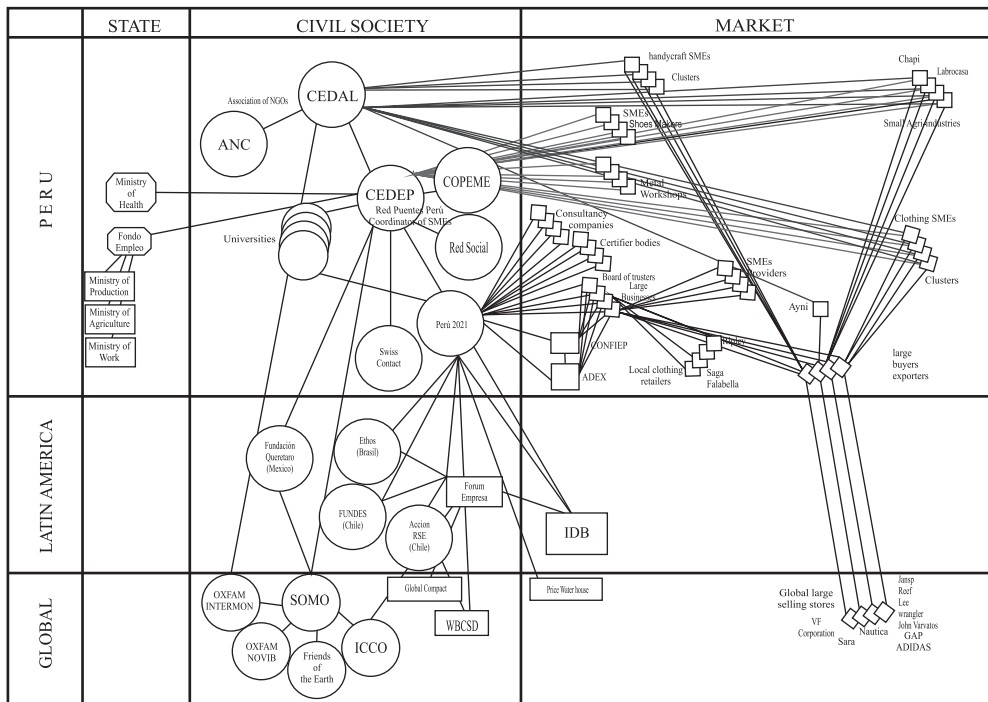 STATE
CIVIL SOCIETY
MARKET
PERU
LATIN AMERICA
GLOBAL
CEDAL
Association of NGOs
ANC
Ministry
of
Health
Fondo
Empleo
Ministry of
Production
Ministry of
Agriculture
Ministry of
Work
Universities
CEDEP
Red Puentes Perù
Coordinator of SMEs
COPEME
Red Social
Perú 2021
Swiss
Contact
handycraft SMEs
Clusters
SMEs
Shoes Makers
Metal
Workshops
Chapi
Labrocasa
Small Agri-industries
Consultancy
companies
Certifier bodies
Board of trusters
Large
Businesses
CONFIEP
ADEX
SMEs
Providers
Clothing SMEs
Clusters
Ayni
Ripley
Saga
Falabella
Local clothing
retailers
large
buyers
exporters
Fundación
Queretaro
(Mexico)
Ethos
(Brasil)
FUNDES
(Chile)
Accion
RSE
(Chile)
Forum
Empresa
IDB
OXFAM
INTERMON
SOMO
OXFAM
NOVIB
Friends
of
the Earth
ICCO
Global Compact
WBCSD
Price Water house
Global large
selling stores
VF
Corporation
Sara
Nautica
Jansp
Reef
Lee
wrangler
John Varvatos
GAP
ADIDAS